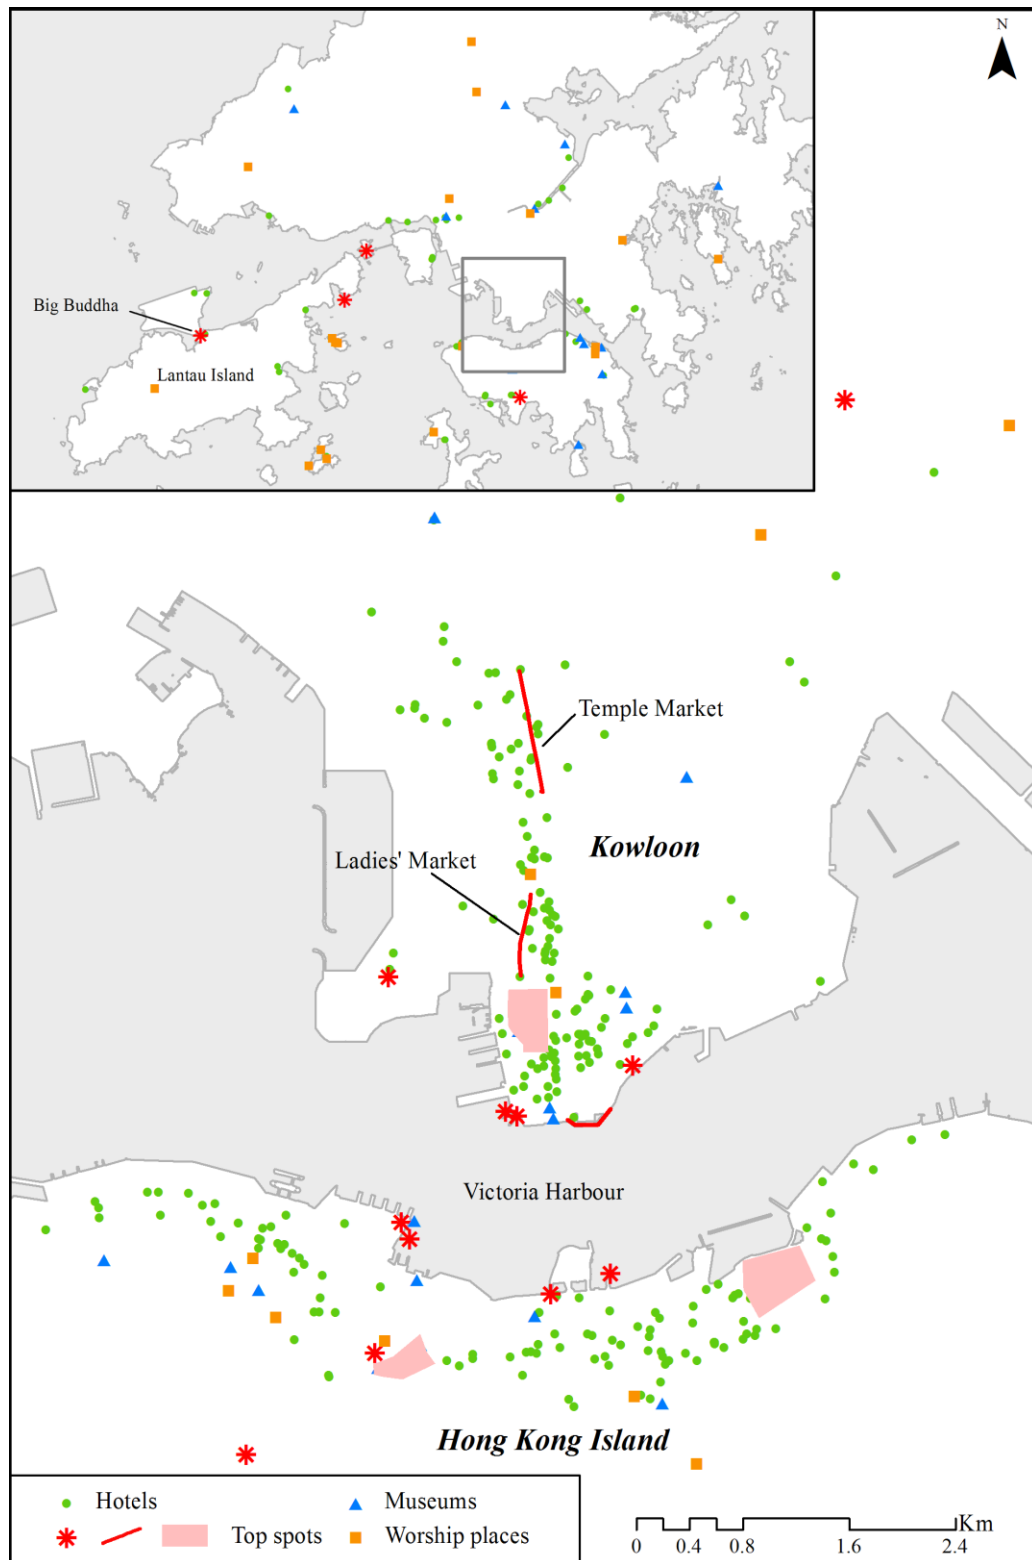 N
Big Buddha
Lantau Island
Temple Market
Kowloon
Ladies' Market
Victoria Harbour
Hong Kong Island
Hotels
Museums
Top spots
Worship places
Km
0 0.4 0.8 1.6 2.4